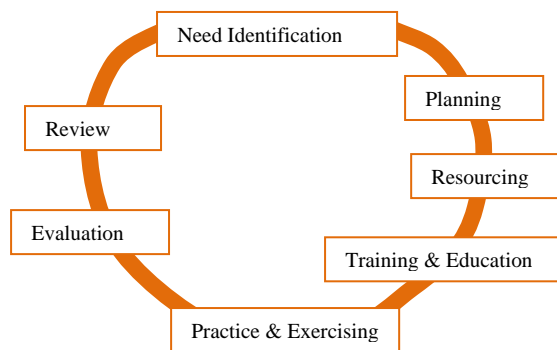 Need Identification
Planning
Review
Resourcing
Evaluation
Training & Education
Practice & Exercising